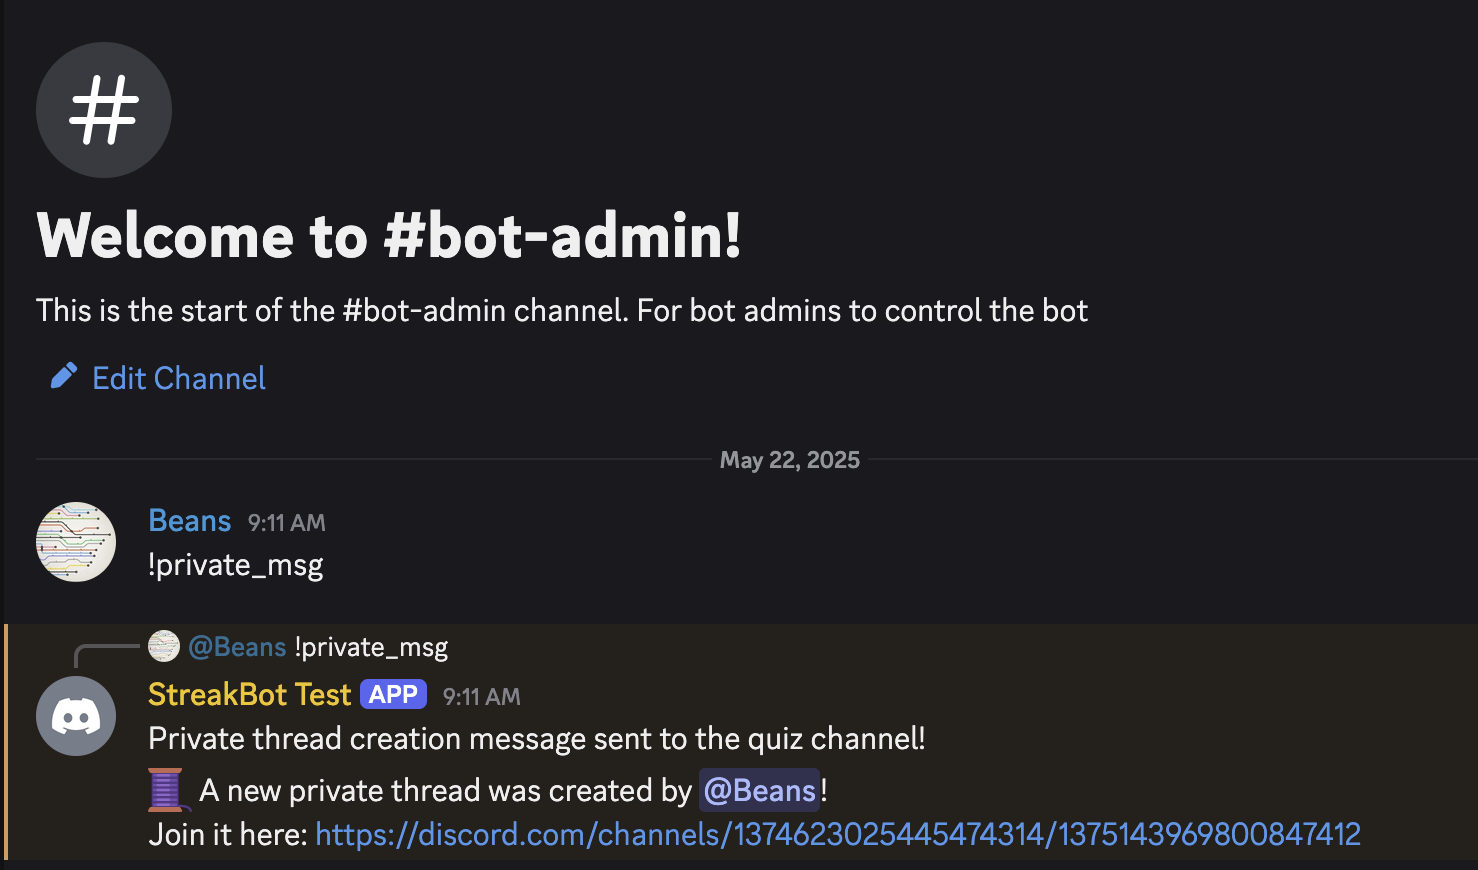 #
Welcome to #bot-admin!
This is the start of the #bot-admin channel. For bot admins to control the bot
Edit Channel
May 22, 2025
Beans 9:11 AM
!private_msg
@Beans !private_msg
StreakBot Test APP 9:11 AM
Private thread creation message sent to the quiz channel!
A new private thread was created by @Beans!
Join it here: https://discord.com/channels/1374623025445474314/1375143969800847412